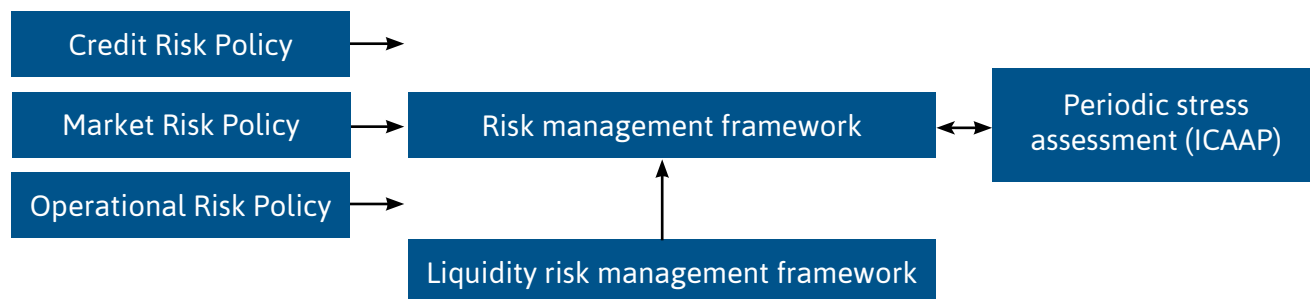 Credit Risk Policy
Market Risk Policy
Operational Risk Policy
Risk management framework
Liquidity risk management framework
Periodic stress
assessment (ICAAP)